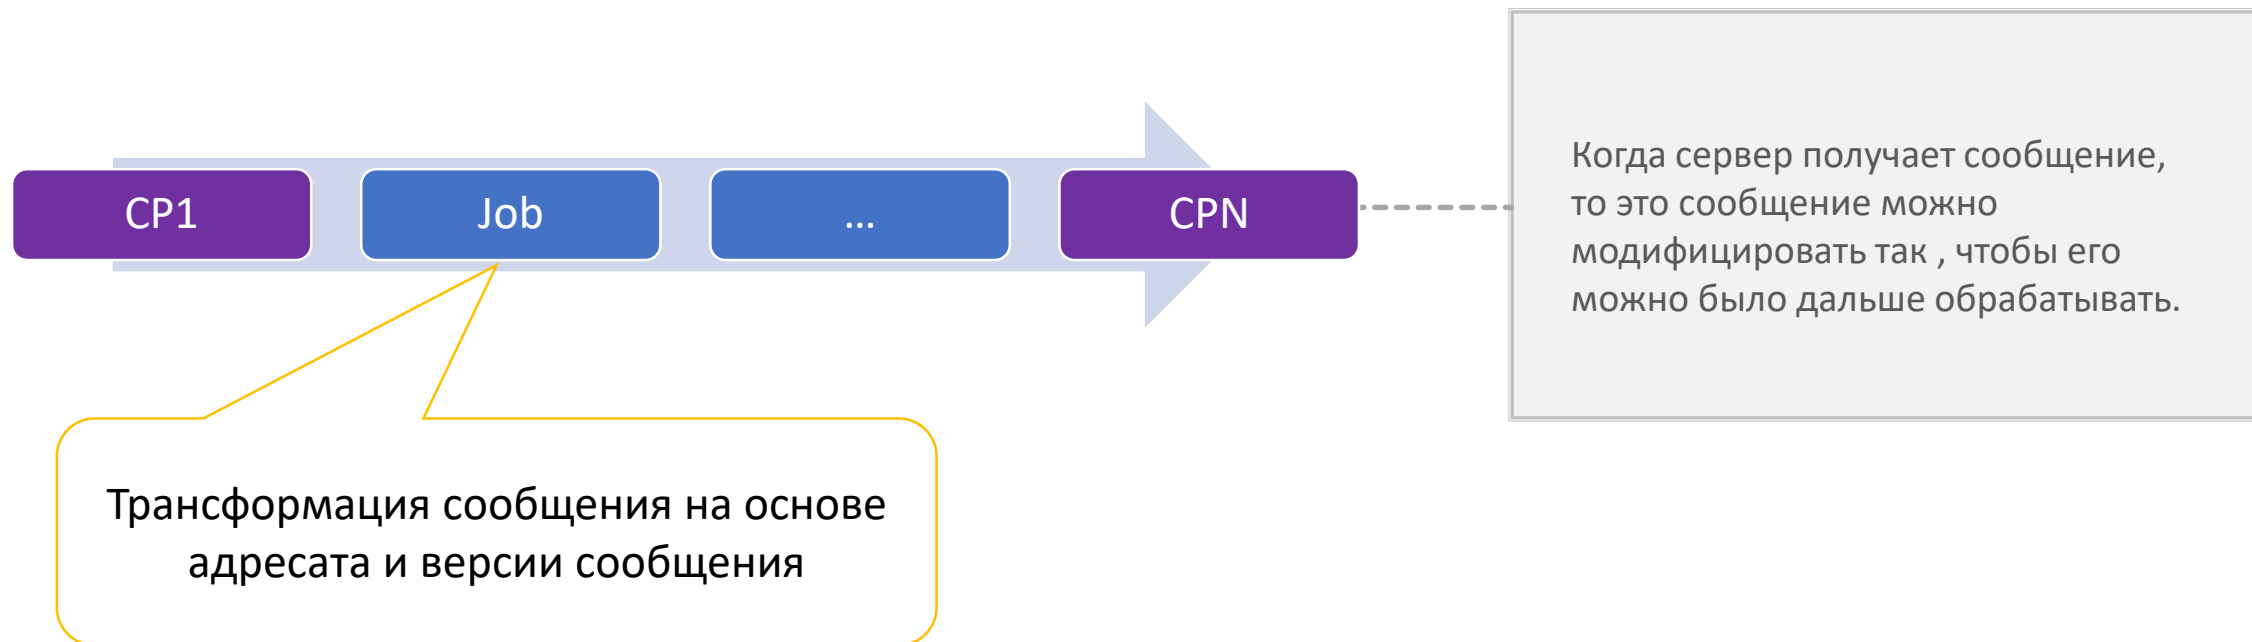 CP1
Job
...
CPN
Когда сервер получает сообщение,
то это сообщение можно
модифицировать так , чтобы его
можно было дальше обрабатывать.
Трансформация сообщения на основе
адресата и версии сообщения